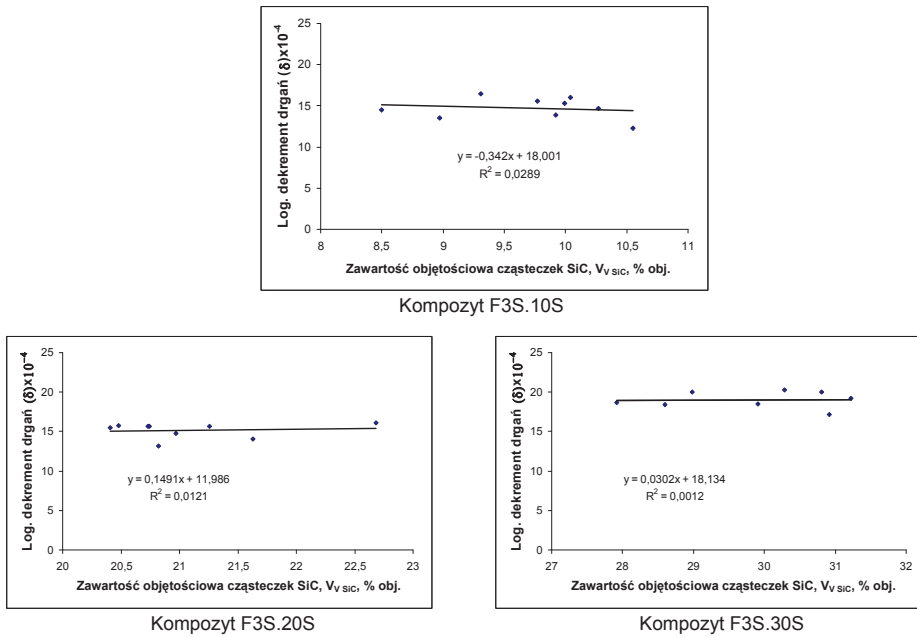 Log. dekrement drgań (δ)x10⁻⁴
25
20
15
10
5
0
y = -0,342x + 18,001
R² = 0,0289
8 8,5 9 9,5 10 10,5 11
Zawartość objętościowa cząsteczek SiC, V_V SiC, % obj.
Kompozyt F3S.10S
Log. dekrement drgań (δ)x10⁻⁴
25
20
15
10
5
0
y = 0,1491x + 11,986
R² = 0,0121
20 20,5 21 21,5 22 22,5 23
Zawartość objętościowa cząsteczek SiC, V_V SiC, % obj.
Kompozyt F3S.20S
Log. dekrement drgań (δ)x10⁻⁴
25
20
15
10
5
0
y = 0,0302x + 18,134
R² = 0,0012
27 28 29 30 31 32
Zawartość objętościowa cząsteczek SiC, V_V SiC, % obj.
Kompozyt F3S.30S